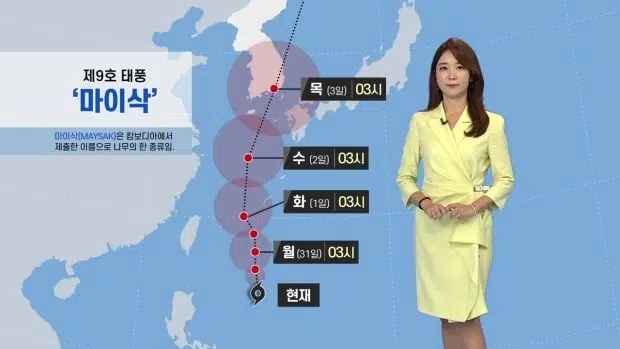 제9호 태풍
‘마이삭’
마이삭(MAYSAK)은 캄보디아에서
제출한 이름으로 나무의 한 종류임.
목 (3일) 03시
수 (2일) 03시
화 (1일) 03시
월 (31일) 03시
현재